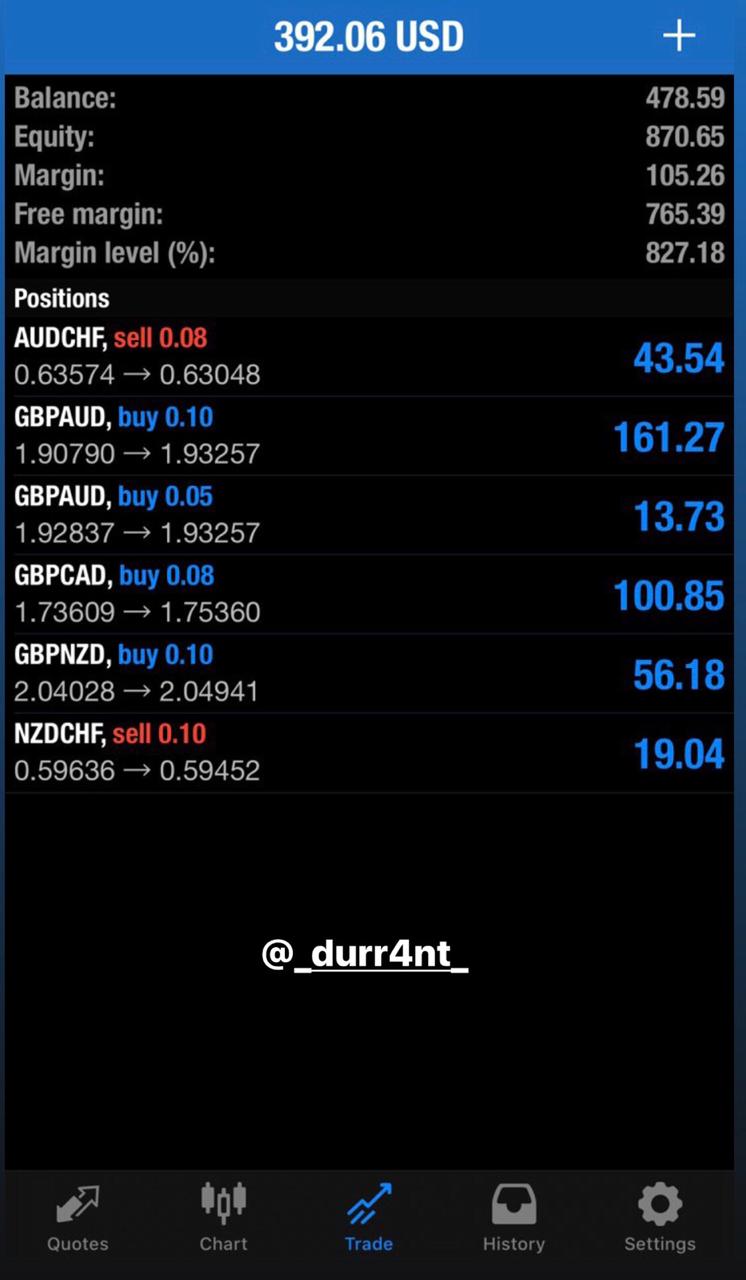 392.06 USD
Balance: 478.59
Equity: 870.65
Margin: 105.26
Free margin: 765.39
Margin level (%): 827.18
Positions
AUDCHF, sell 0.08
0.63574 → 0.63048 43.54
GBPAUD, buy 0.10
1.90790 → 1.93257 161.27
GBPAUD, buy 0.05
1.92837 → 1.93257 13.73
GBPCAD, buy 0.08
1.73609 → 1.75360 100.85
GBPNZD, buy 0.10
2.04028 → 2.04941 56.18
NZDCHF, sell 0.10
0.59636 → 0.59452 19.04
@_durr4nt_
Quotes Chart Trade History Settings